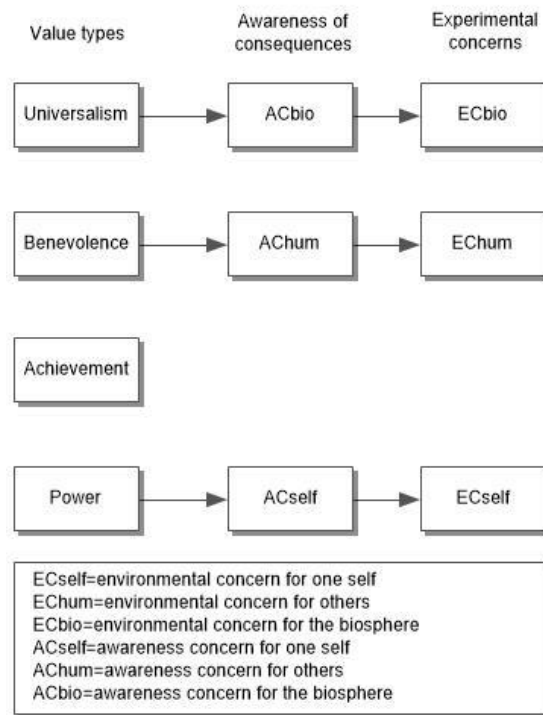 Value types
Awareness of
consequences
Experimental
concerns
Universalism
ACbio
ECbio
Benevolence
AChum
EChum
Achievement
Power
ACself
ECself
ECself=environmental concern for one self
EChum=environmental concern for others
ECbio=environmental concern for the biosphere
ACself=awareness concern for one self
AChum=awareness concern for others
ACbio=awareness concern for the biosphere